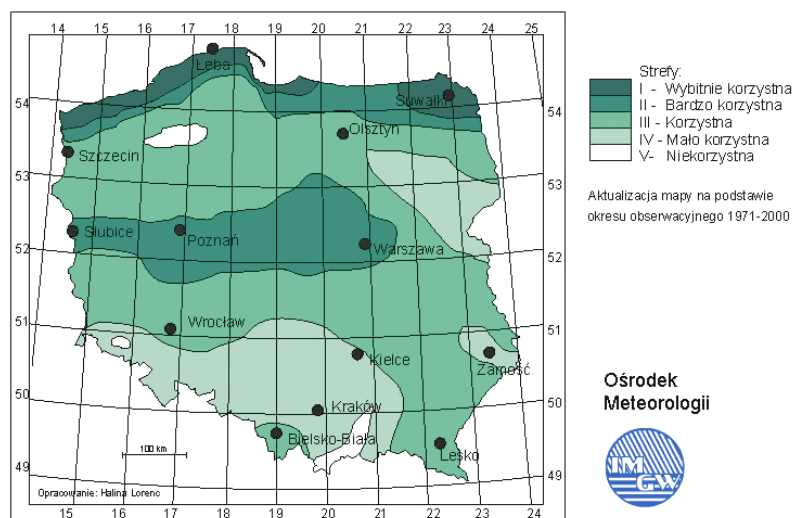 14 15 16 17 18 19 20 21 22 23 24 25
54
53
52
51
50
49
54
53
52
51
50
49
15 16 17 18 19 20 21 22 23 24
Łeba
Suwałki
Olsztyn
Szczecin
Słubice
Poznań
Warszawa
Wrocław
Kielce
Zamość
Kraków
Bielsko-Biała
Lesko
100 km
Opracowanie: Halina Lorenc
Strefy:
I - Wybitnie korzystna
II - Bardzo korzystna
III - Korzystna
IV - Mało korzystna
V- Niekorzystna
Aktualizacja mapy na podstawie
okresu obserwacyjnego 1971-2000
Ośrodek
Meteorologii
IM
GW